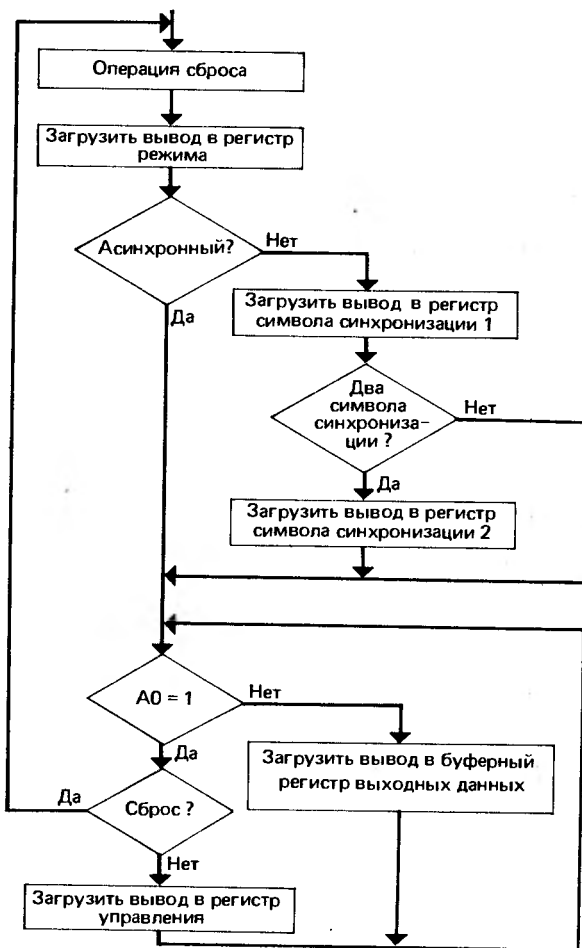 Операция сброса
Загрузить вывод в регистр
режима
Асинхронный?
Нет
Да
Загрузить вывод в регистр
символа синхронизации 1
Два
символа
синхрониза-
ции ?
Нет
Да
Загрузить вывод в регистр
символа синхронизации 2
A0 = 1
Нет
Да
Загрузить вывод в буферный
регистр выходных данных
Да
Сброс ?
Нет
Загрузить вывод в регистр
управления